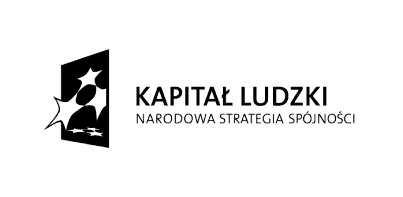 KAPITAŁ LUDZKI
NARODOWA STRATEGIA SPÓJNOŚCI